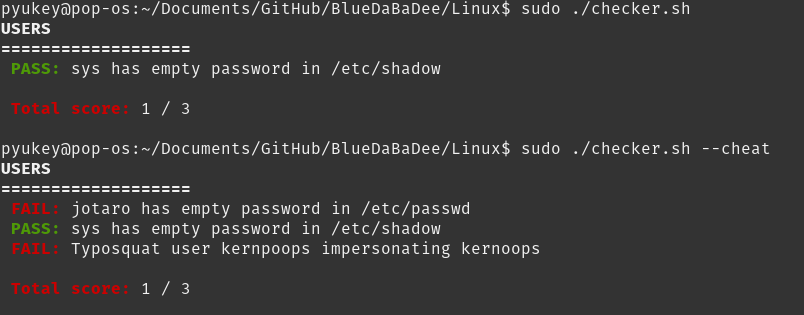 pyukey@pop-os:~/Documents/GitHub/BlueDaBaDee/Linux$ sudo ./checker.sh
USERS
===================
PASS: sys has empty password in /etc/shadow
Total score: 1 / 3
pyukey@pop-os:~/Documents/GitHub/BlueDaBaDee/Linux$ sudo ./checker.sh --cheat
USERS
===================
FAIL: jotaro has empty password in /etc/passwd
PASS: sys has empty password in /etc/shadow
FAIL: Typosquat user kernpoops impersonating kernoops
Total score: 1 / 3